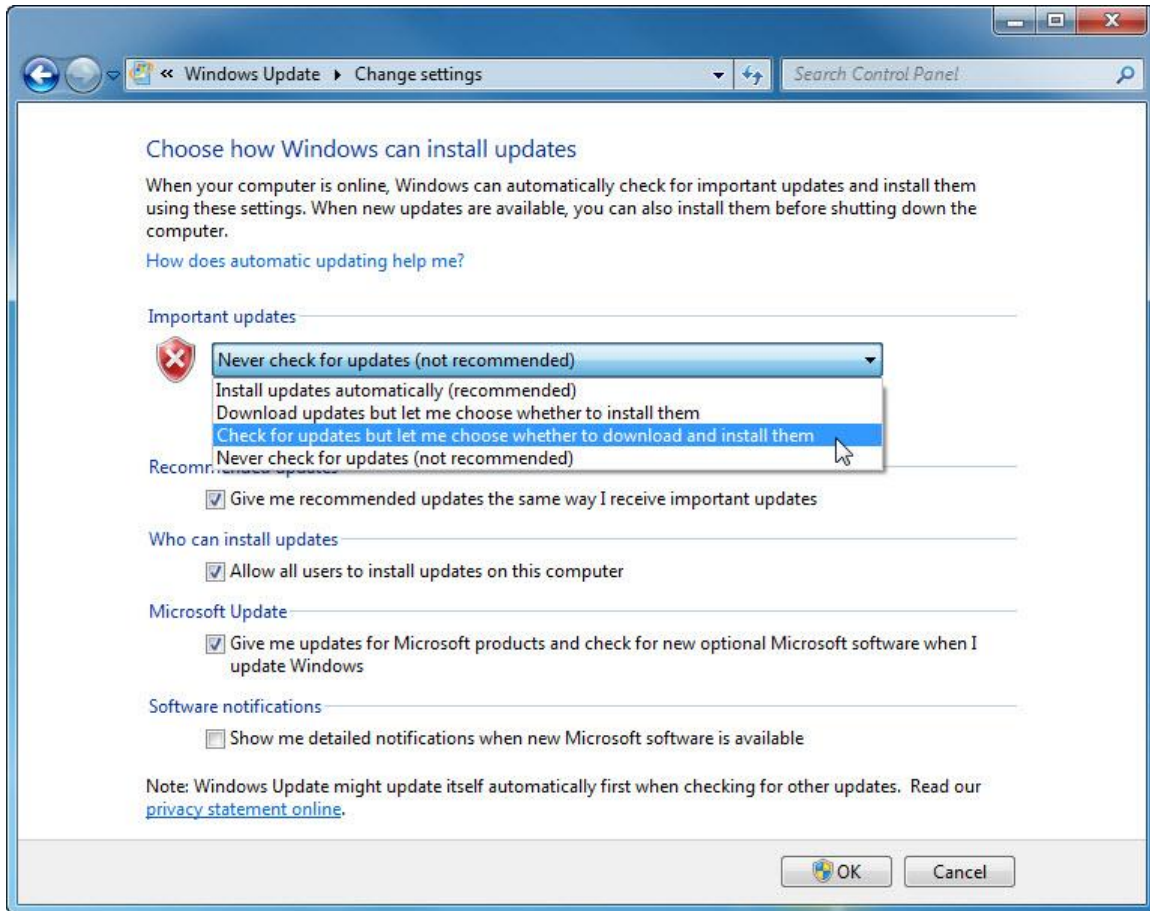 « Windows Update ▸ Change settings
Search Control Panel
Choose how Windows can install updates
When your computer is online, Windows can automatically check for important updates and install them
using these settings. When new updates are available, you can also install them before shutting down the
computer.
How does automatic updating help me?
Important updates
Never check for updates (not recommended)
Install updates automatically (recommended)
Download updates but let me choose whether to install them
Check for updates but let me choose whether to download and install them
Never check for updates (not recommended)
Recommended updates
Give me recommended updates the same way I receive important updates
Who can install updates
Allow all users to install updates on this computer
Microsoft Update
Give me updates for Microsoft products and check for new optional Microsoft software when I
update Windows
Software notifications
Show me detailed notifications when new Microsoft software is available
Note: Windows Update might update itself automatically first when checking for other updates. Read our
privacy statement online.
OK
Cancel